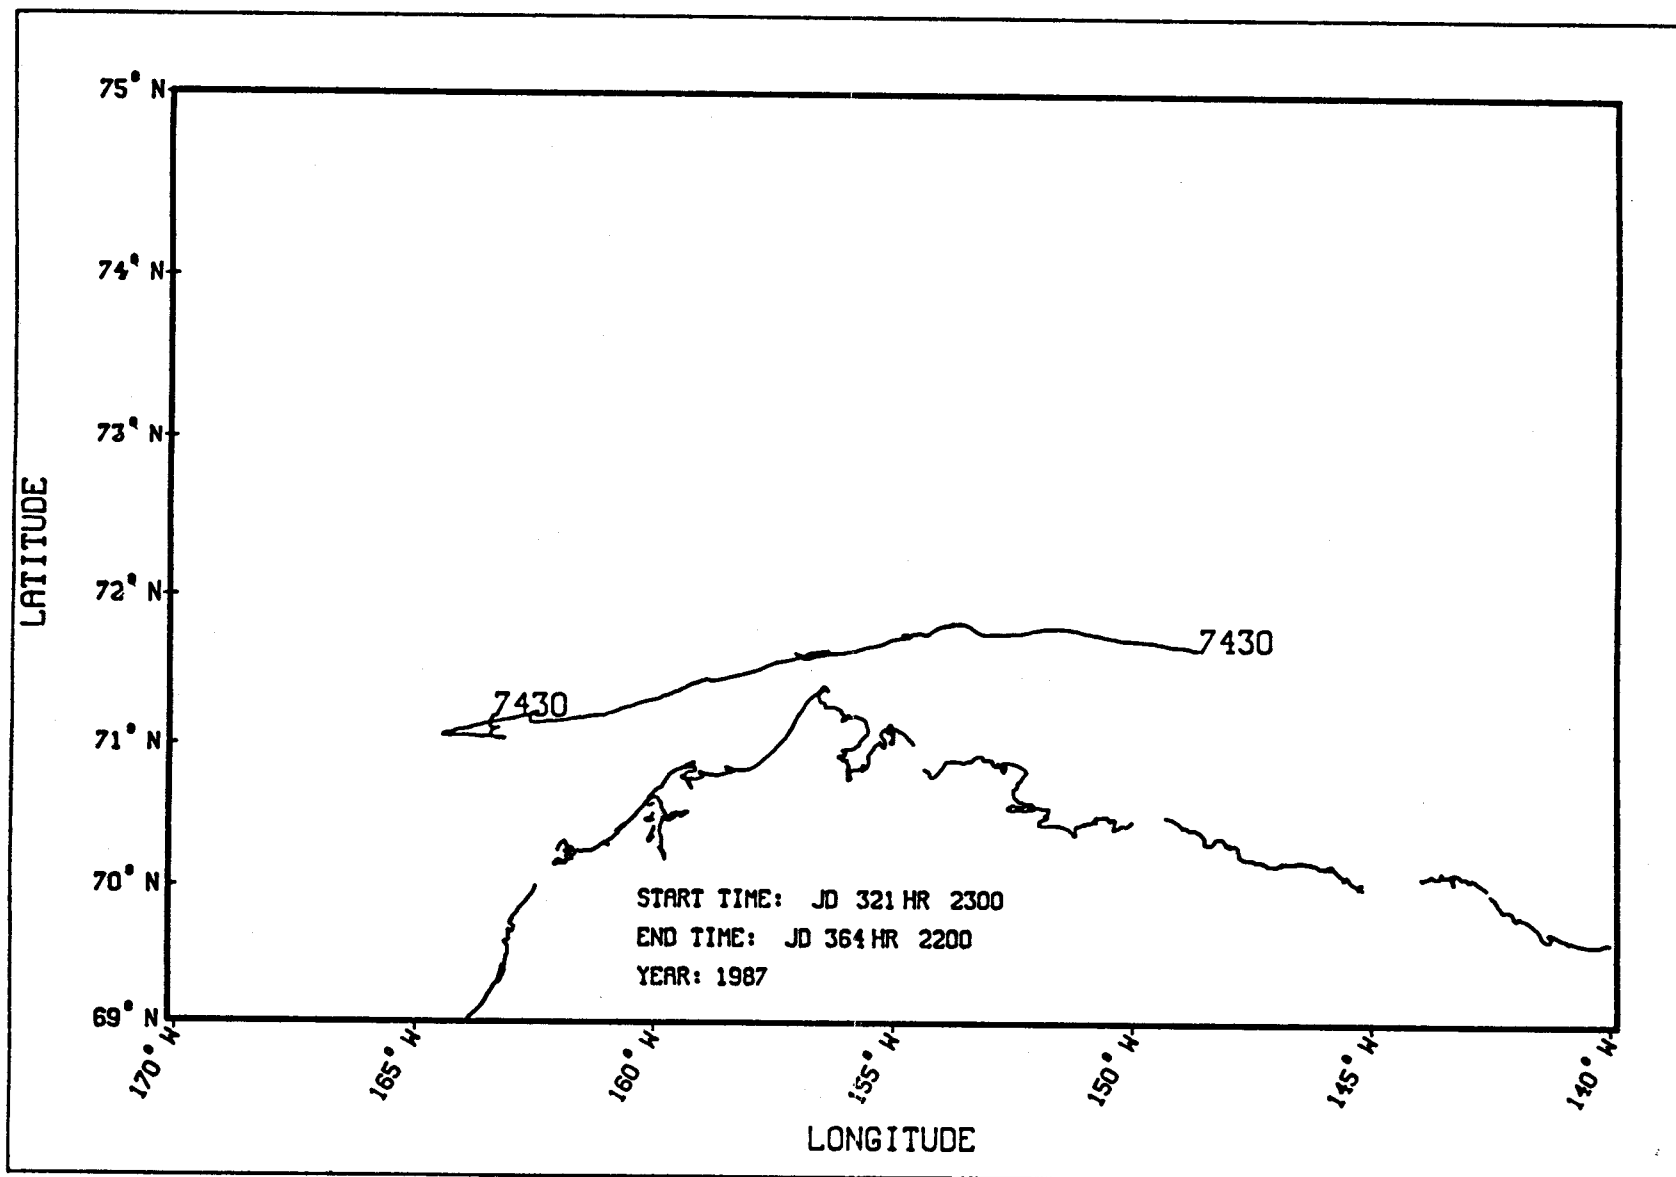 75° N
74° N
73° N
72° N
71° N
70° N
69° N
LATITUDE
7430
7430
START TIME: JD 321 HR 2300
END TIME: JD 364 HR 2200
YEAR: 1987
170° W
165° W
160° W
155° W
150° W
145° W
140° W
LONGITUDE